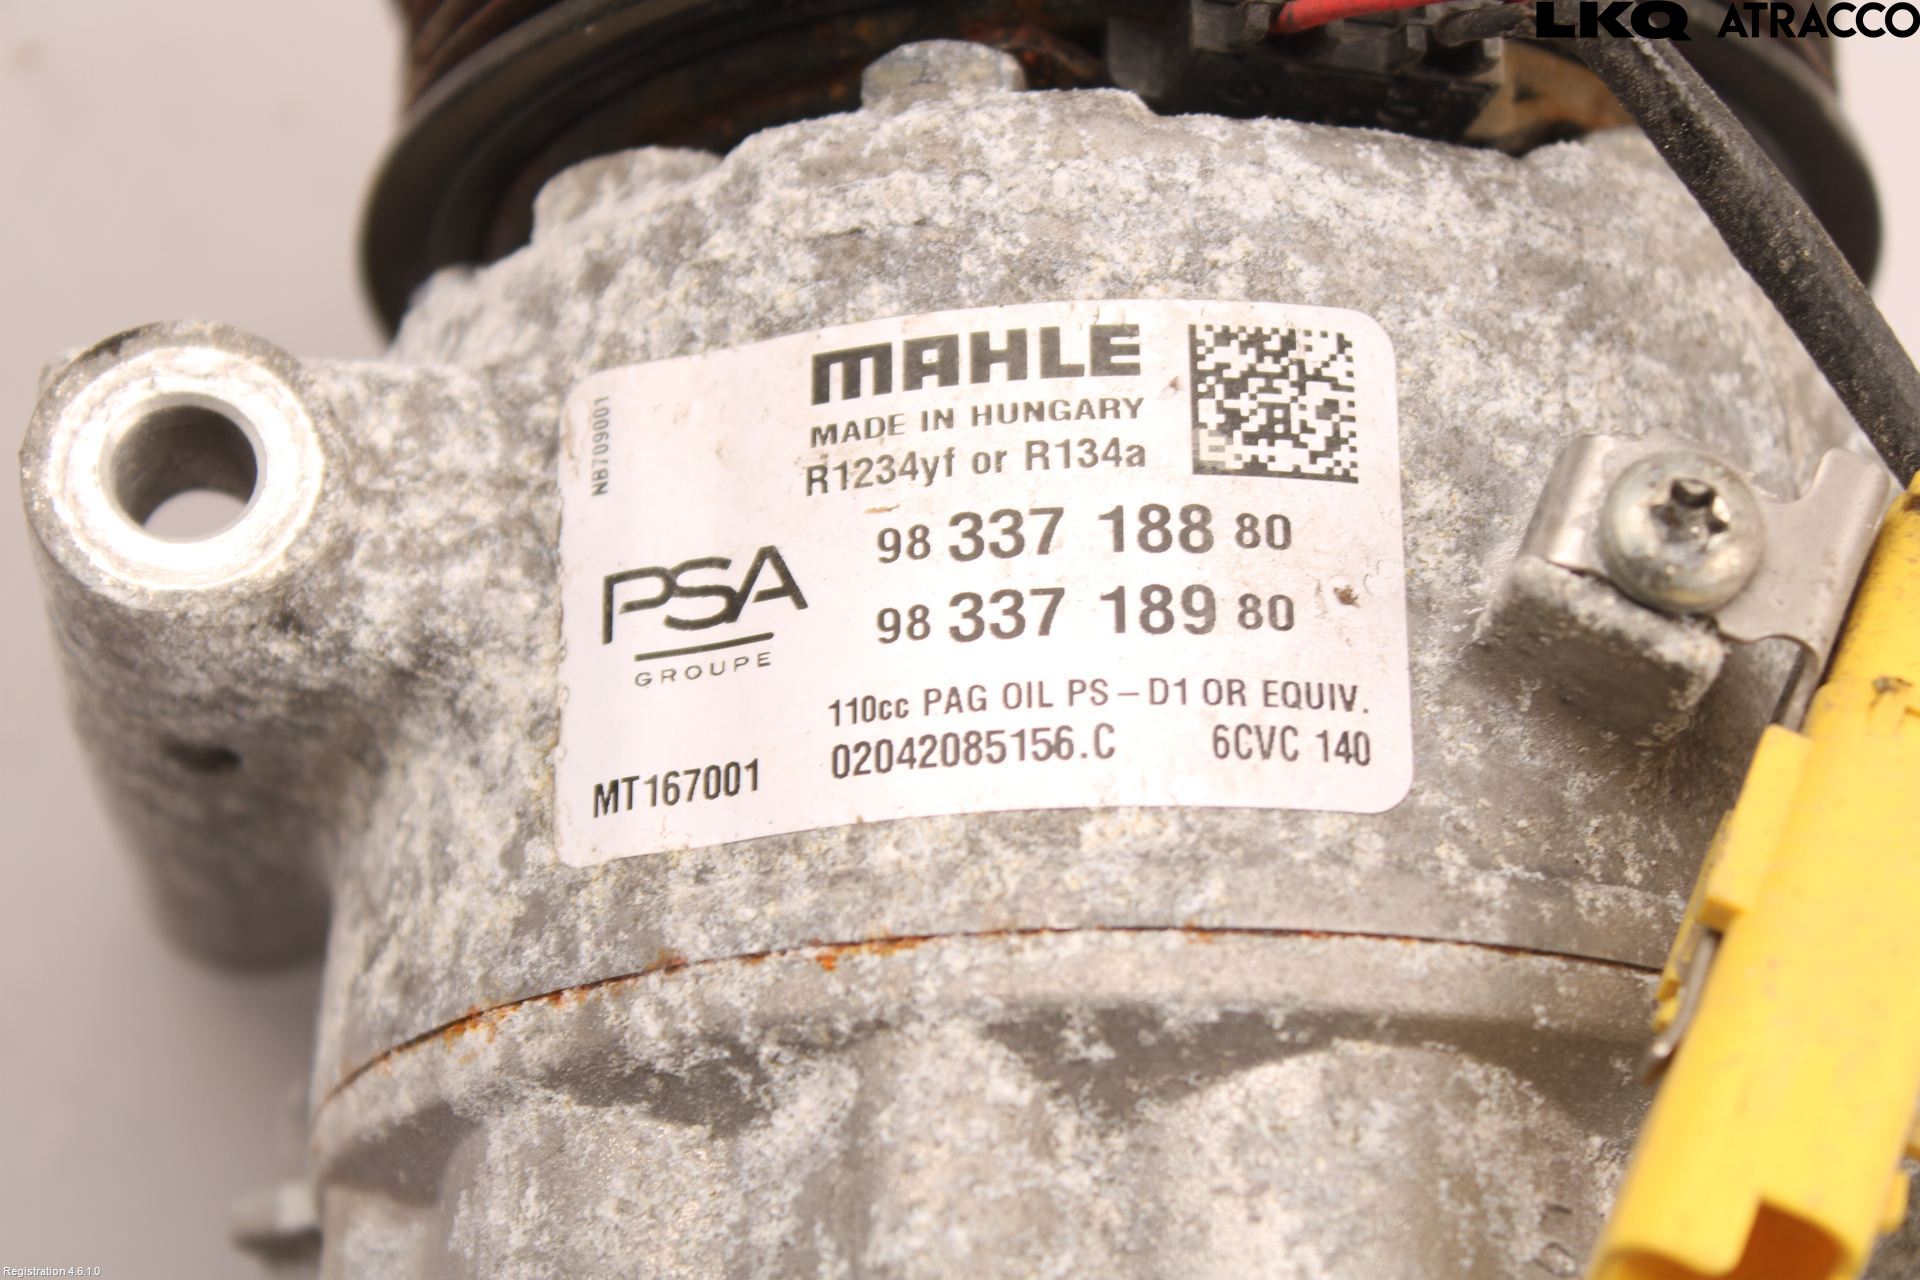 LKQ ATRACCO
MAHLE
MADE IN HUNGARY
R1234yf or R134a
NB709001
98 337 188 80
98 337 189 80
PSA
GROUPE
110cc PAG OIL PS-D1 OR EQUIV.
02042085156.C 6CVC 140
MT167001
Registration 4.6.1.0